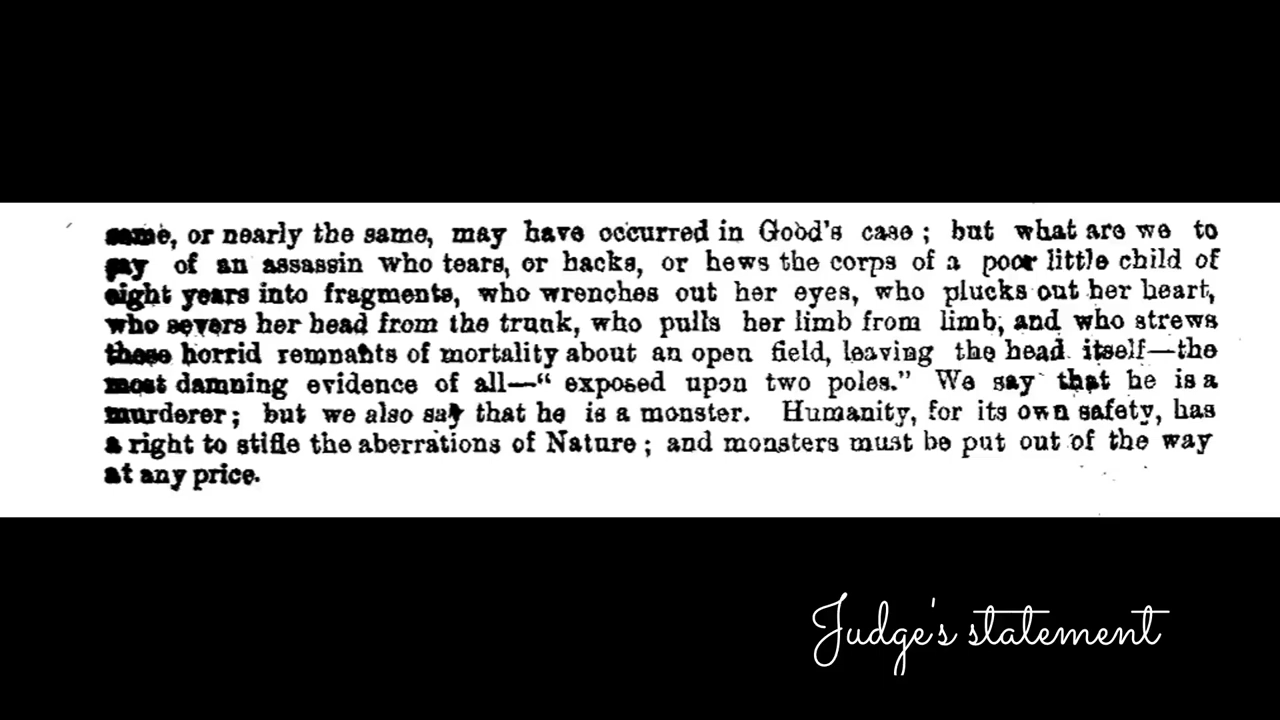 same, or nearly the same, may have occurred in Good's case; but what are we to
say of an assassin who tears, or hacks, or hews the corps of a poor little child of
eight years into fragments, who wrenches out her eyes, who plucks out her heart,
who severs her head from the trunk, who pulls her limb from limb, and who strews
these horrid remnants of mortality about an open field, leaving the head itself—the
most damning evidence of all—“ exposed upon two poles.” We say that he is a
murderer; but we also say that he is a monster. Humanity, for its own safety, has
a right to stifle the aberrations of Nature; and monsters must be put out of the way
at any price.
Judge's statement